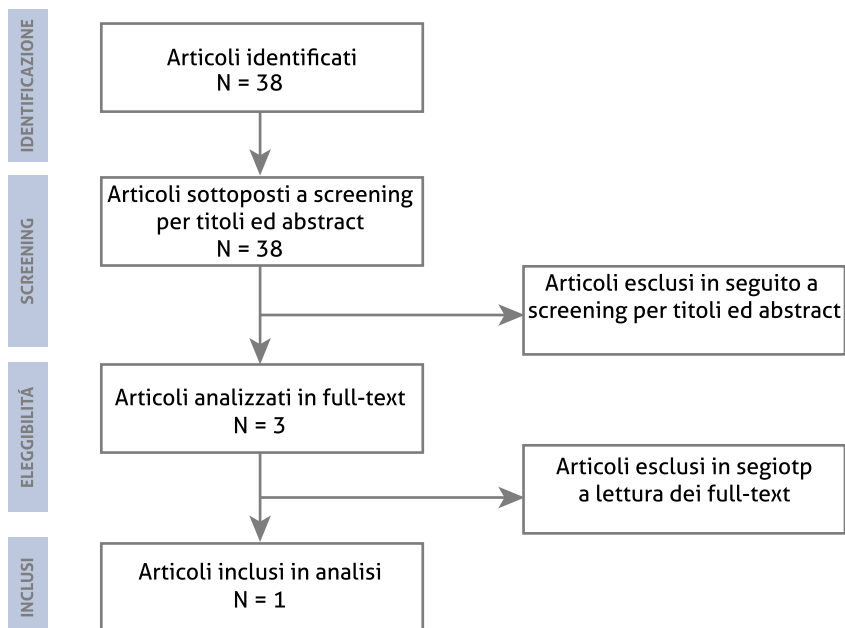 IDENTIFICAZIONE
Articoli identificati
N = 38
SCREENING
Articoli sottoposti a screening
per titoli ed abstract
N = 38
Articoli esclusi in seguito a
screening per titoli ed abstract
ELEGGIBILITÁ
Articoli analizzati in full-text
N = 3
Articoli esclusi in segiotp
a lettura dei full-text
INCLUSI
Articoli inclusi in analisi
N = 1